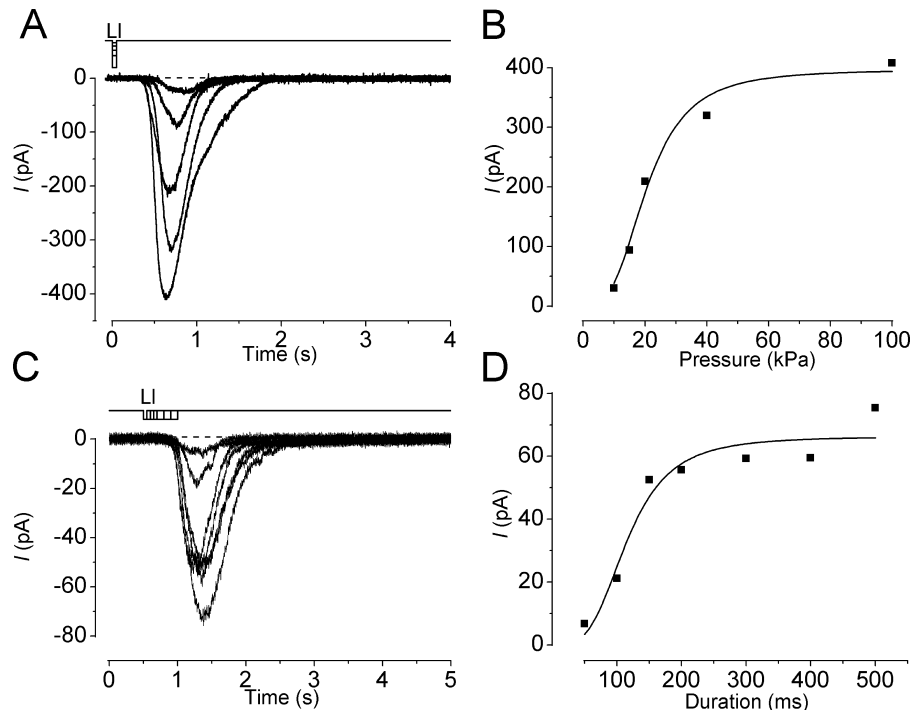 A
LI
0
-100
-200
-300
-400
I (pA)
0 1 2 3 4
Time (s)
B
400
300
200
100
0
I (pA)
0 20 40 60 80 100
Pressure (kPa)
C
LI
0
-20
-40
-60
-80
I (pA)
0 1 2 3 4 5
Time (s)
D
80
60
40
20
0
I (pA)
100 200 300 400 500
Duration (ms)